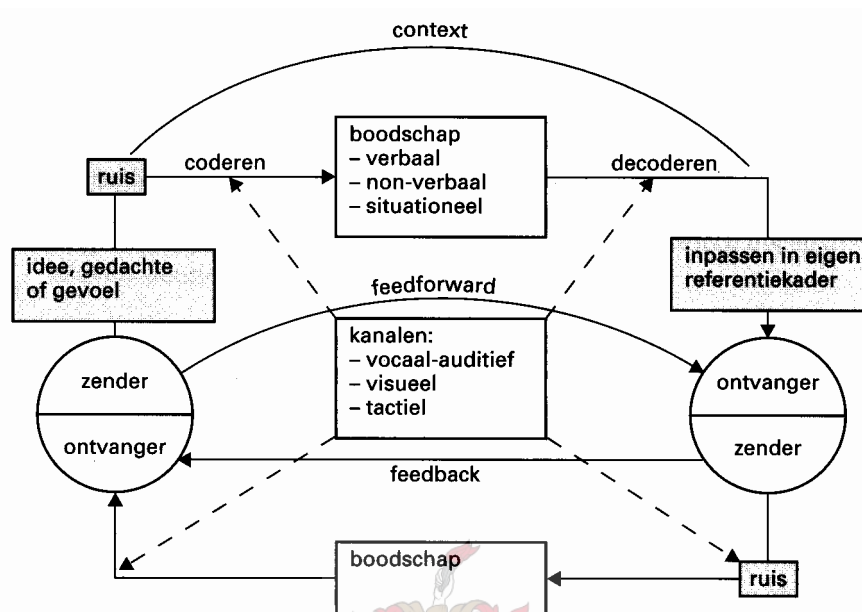 context
coderen
boodschap
– verbaal
– non-verbaal
– situationeel
decoderen
ruis
idee, gedachte
of gevoel
inpassen in eigen
referentiekader
feedforward
kanalen:
– vocaal-auditief
– visueel
– tactiel
zender
ontvanger
ontvanger
zender
feedback
boodschap
ruis